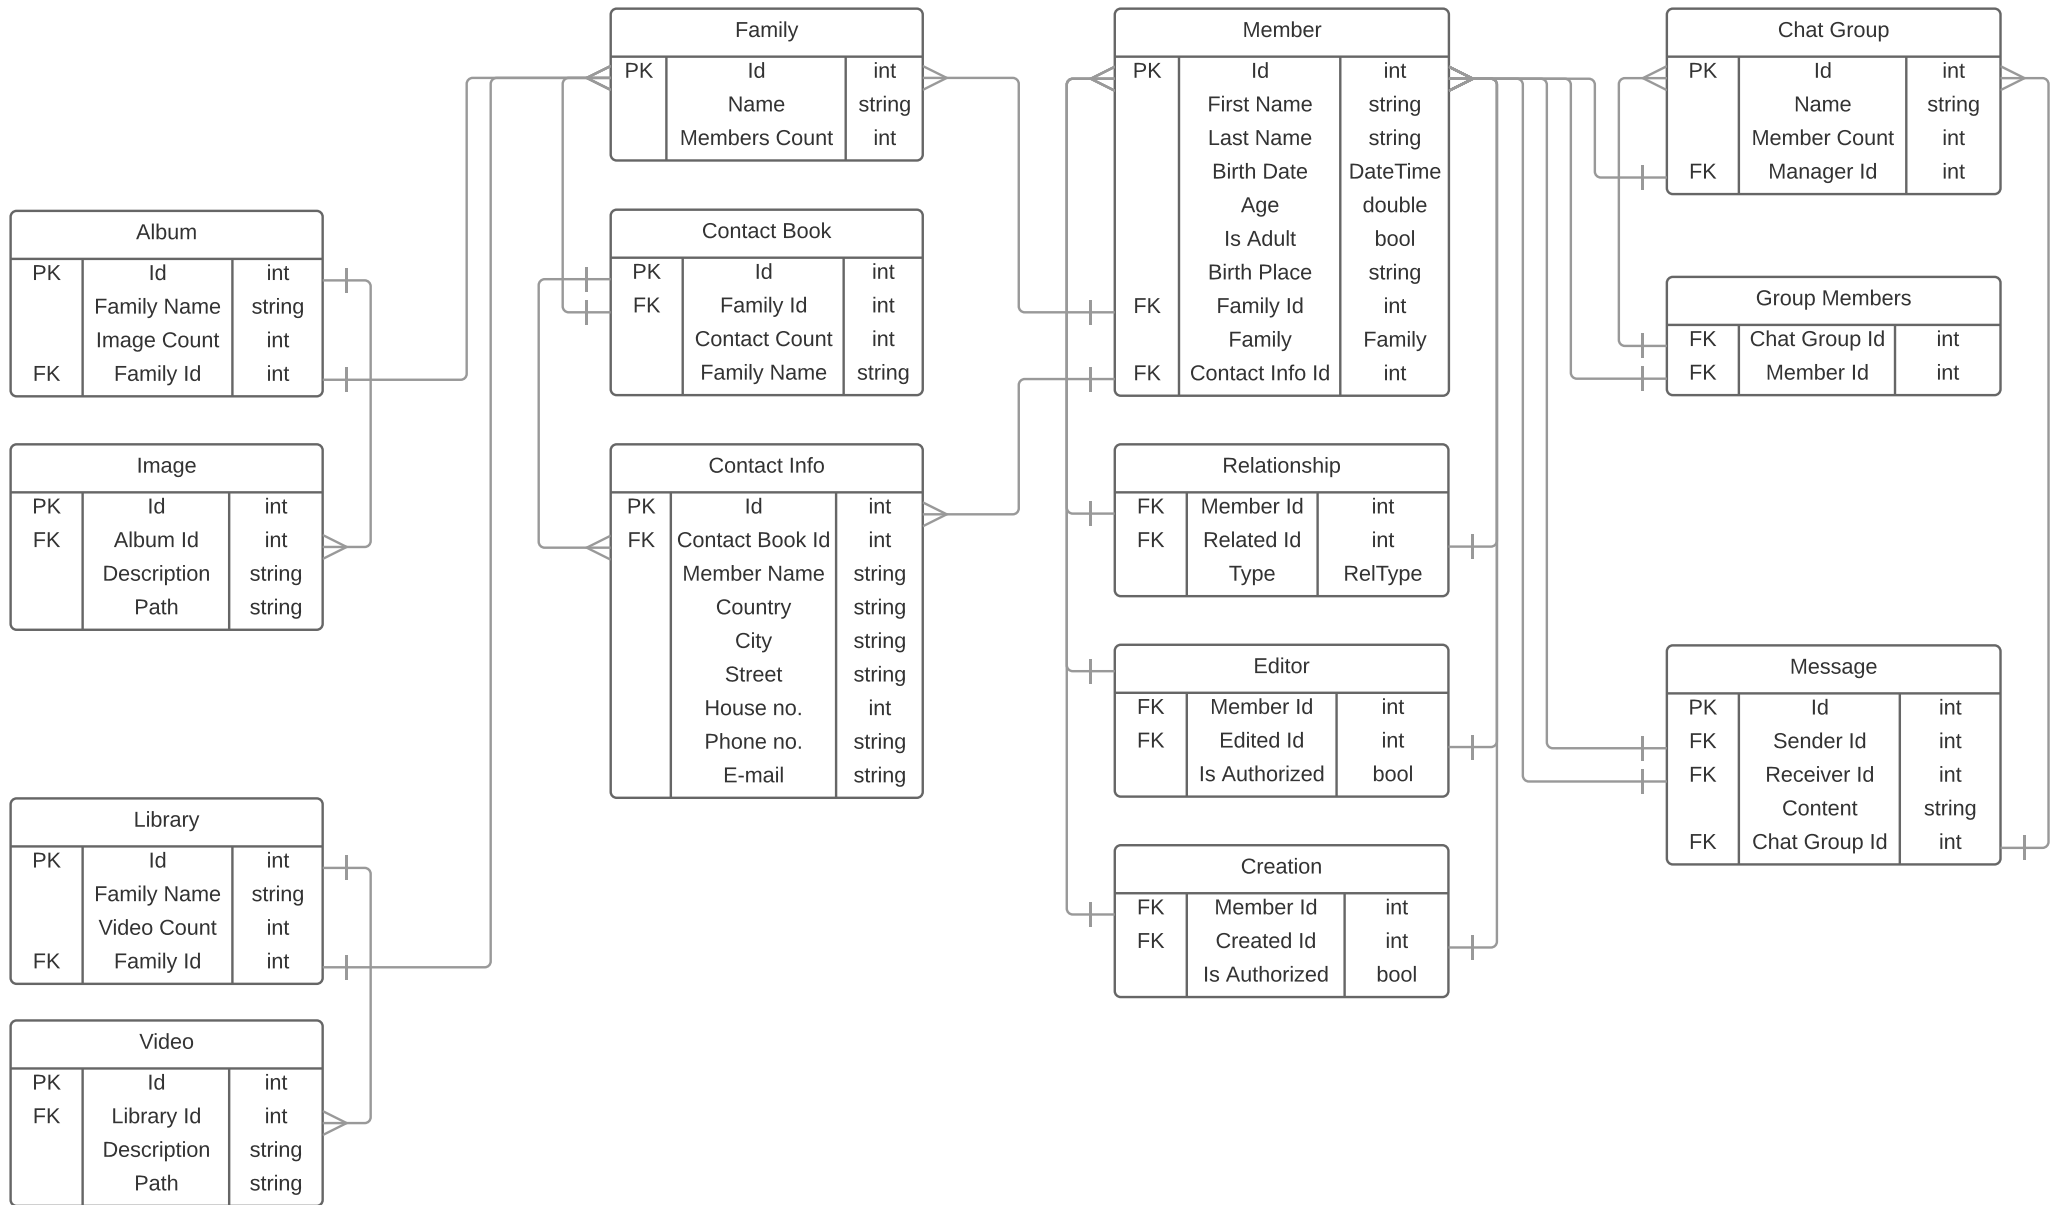 Family
PK Id int
Name string
Members Count int
Member
PK Id int
First Name string
Last Name string
Birth Date DateTime
Age double
Is Adult bool
Birth Place string
FK Family Id int
Family Family
FK Contact Info Id int
Chat Group
PK Id int
Name string
Member Count int
FK Manager Id int
Album
PK Id int
Family Name string
Image Count int
FK Family Id int
Contact Book
PK Id int
FK Family Id int
Contact Count int
Family Name string
Group Members
FK Chat Group Id int
FK Member Id int
Image
PK Id int
FK Album Id int
Description string
Path string
Contact Info
PK Id int
FK Contact Book Id int
Member Name string
Country string
City string
Street string
House no. int
Phone no. string
E-mail string
Relationship
FK Member Id int
FK Related Id int
Type RelType
Editor
FK Member Id int
FK Edited Id int
Is Authorized bool
Message
PK Id int
FK Sender Id int
FK Receiver Id int
Content string
FK Chat Group Id int
Library
PK Id int
Family Name string
Video Count int
FK Family Id int
Creation
FK Member Id int
FK Created Id int
Is Authorized bool
Video
PK Id int
FK Library Id int
Description string
Path string